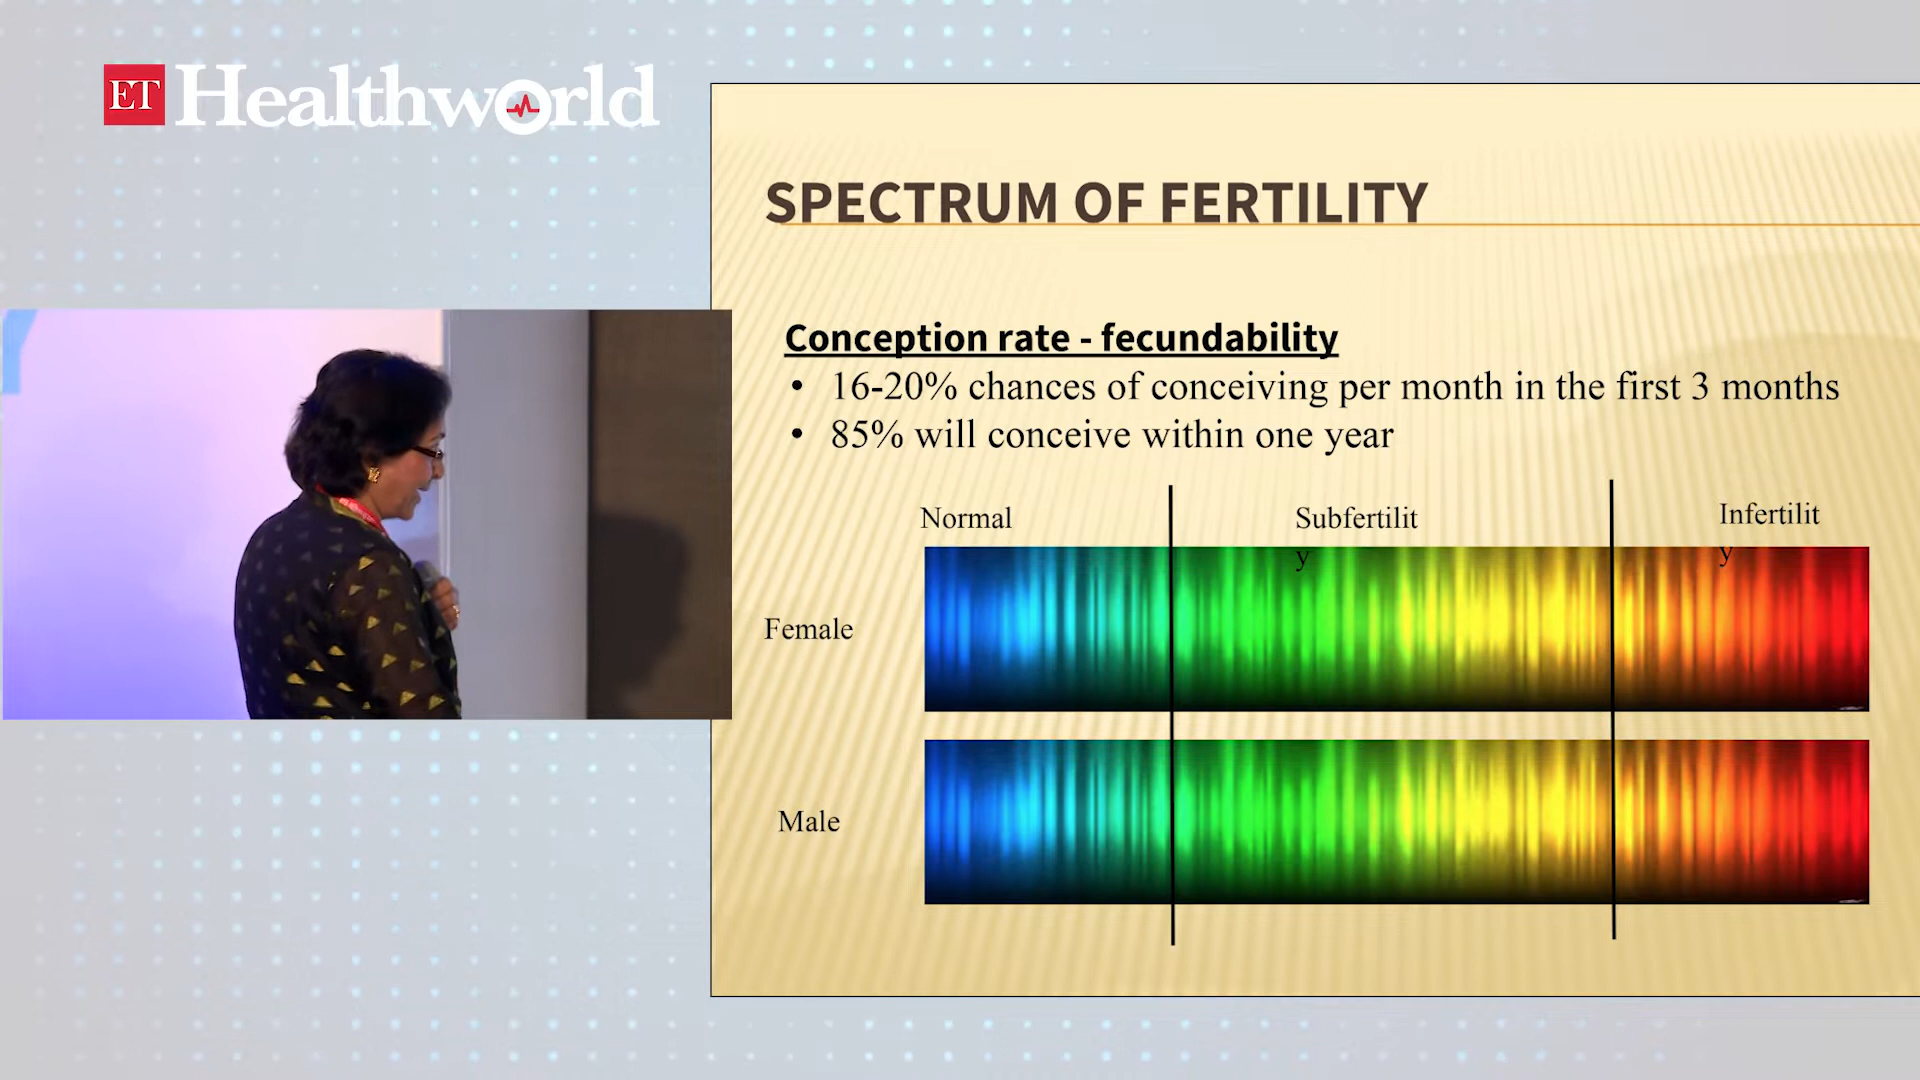 ET Healthworld
SPECTRUM OF FERTILITY
Conception rate - fecundability
• 16-20% chances of conceiving per month in the first 3 months
• 85% will conceive within one year
Normal
Subfertilit
y
Infertilit
y
Female
Male